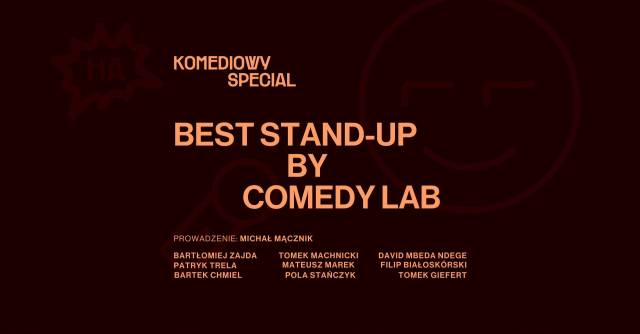 HA
KOMEDIOWY
SPECIAL
BEST STAND-UP
BY
COMEDY LAB
PROWADZENIE: MICHAŁ MĄCZNIK
BARTŁOMIEJ ZAJDA
PATRYK TRELA
BARTEK CHMIEL
TOMEK MACHNICKI
MATEUSZ MAREK
POLA STAŃCZYK
DAVID MBEDA NDEGE
FILIP BIAŁOSKÓRSKI
TOMEK GIEFERT